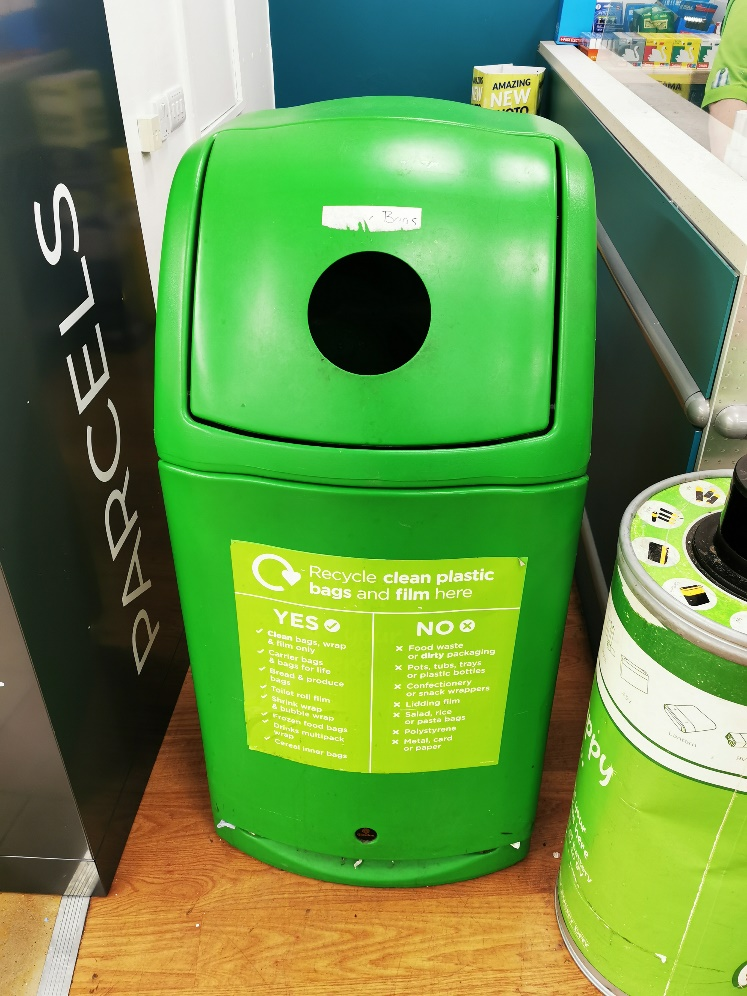 AMAZING
NEW
Bags
PARCELS
Recycle clean plastic
bags and film here
YES
Clean bags, wrap
& film only
Carrier bags
& bags for life
Bread & produce
bags
Toilet roll film
Shrink wrap
& bubble wrap
Frozen food bags
Drinks multipack
wrap
Cereal inner bags
NO
Food waste
or dirty packaging
Pots, tubs, trays
or plastic bottles
Confectionery
or snack wrappers
Lidding film
Salad, rice
or pasta bags
Polystyrene
Metal, card
or paper